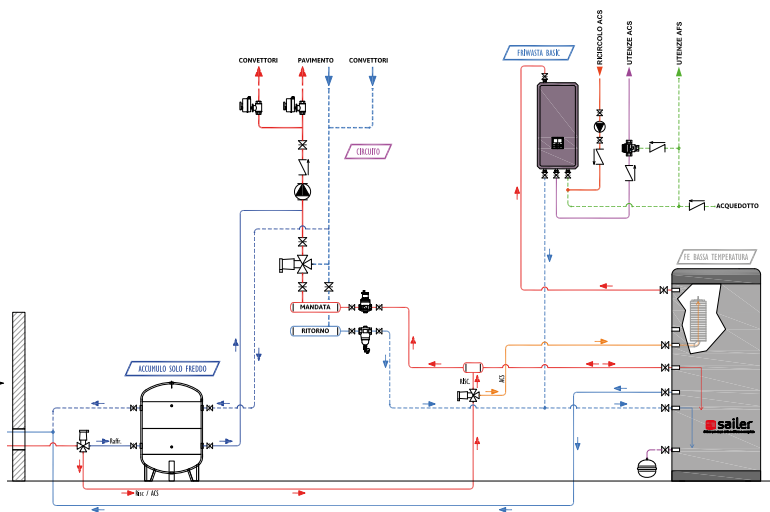 FRIWASTA BASIC
RICIRCOLO ACS
UTENZE ACS
UTENZE AFS
CONVETTORI
PAVIMENTO
CONVETTORI
CIRCUITO
ACQUEDOTTO
FE BASSA TEMPERATURA
MANDATA
RITORNO
ACCUMULO SOLO FREDDO
RISC.
ACS
sailer
Raffr.
Risc / ACS